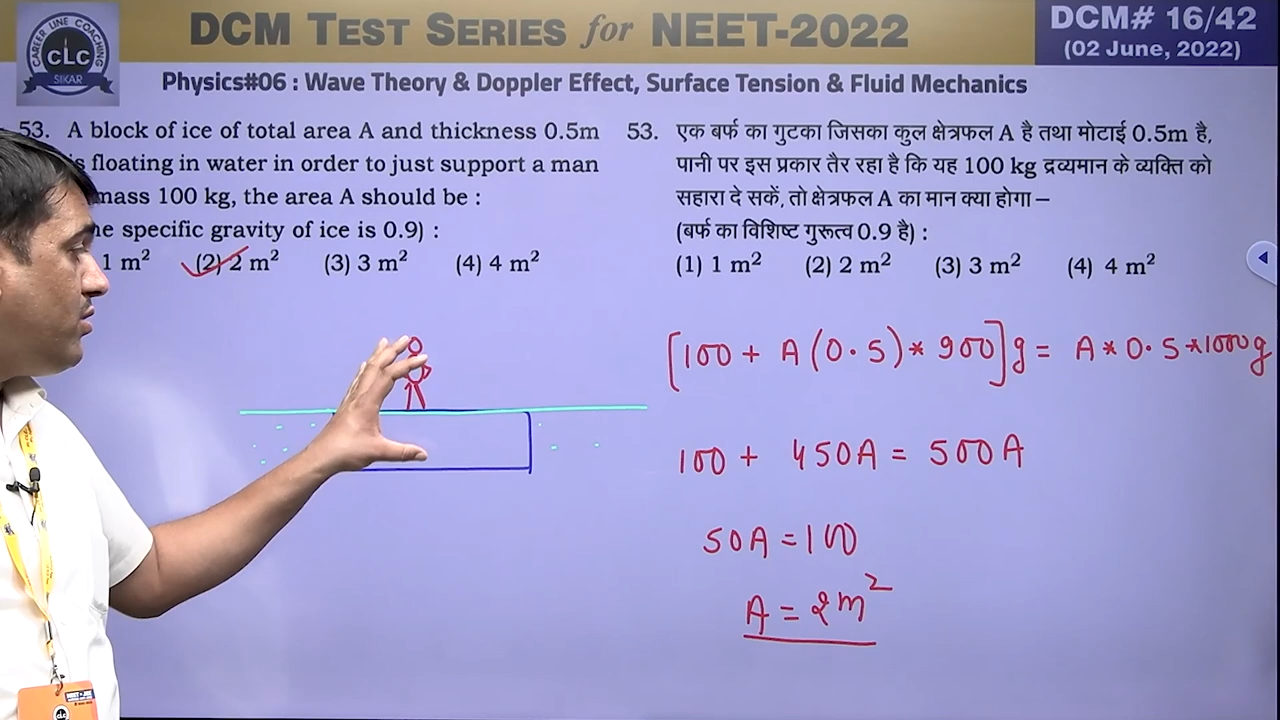 CAREER LINE COACHING
CLC
SIKAR
DCM TEST SERIES for NEET-2022
DCM# 16/42
(02 June, 2022)
Physics#06 : Wave Theory & Doppler Effect, Surface Tension & Fluid Mechanics
53. A block of ice of total area A and thickness 0.5m
s floating in water in order to just support a man
mass 100 kg, the area A should be :
e specific gravity of ice is 0.9) :
1 m² (2) 2 m² (3) 3 m² (4) 4 m²
53. एक बर्फ का गुटका जिसका कुल क्षेत्रफल A है तथा मोटाई 0.5m है,
पानी पर इस प्रकार तैर रहा है कि यह 100 kg द्रव्यमान के व्यक्ति को
सहारा दे सकें, तो क्षेत्रफल A का मान क्या होगा –
(बर्फ का विशिष्ट गुरूत्व 0.9 है) :
(1) 1 m² (2) 2 m² (3) 3 m² (4) 4 m²
[100 + A(0.5) * 900]g = A * 0.5 * 1000g
100 + 450A = 500A
50A = 100
A = 2m²
CLC